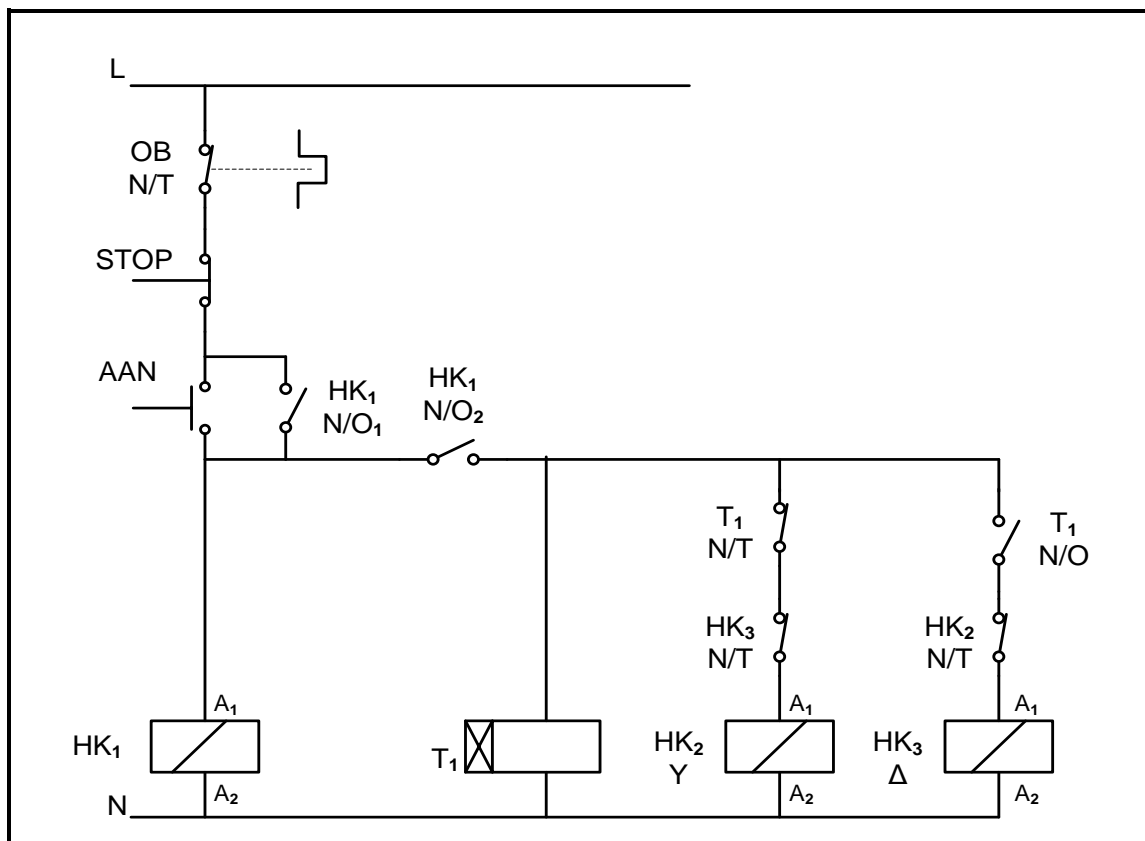 L
OB
N/T
STOP
AAN
HK₁
N/O₁
HK₁
N/O₂
T₁
N/T
T₁
N/O
HK₃
N/T
HK₂
N/T
A₁
A₁
A₁
HK₁
T₁
HK₂
Y
HK₃
Δ
A₂
A₂
A₂
N